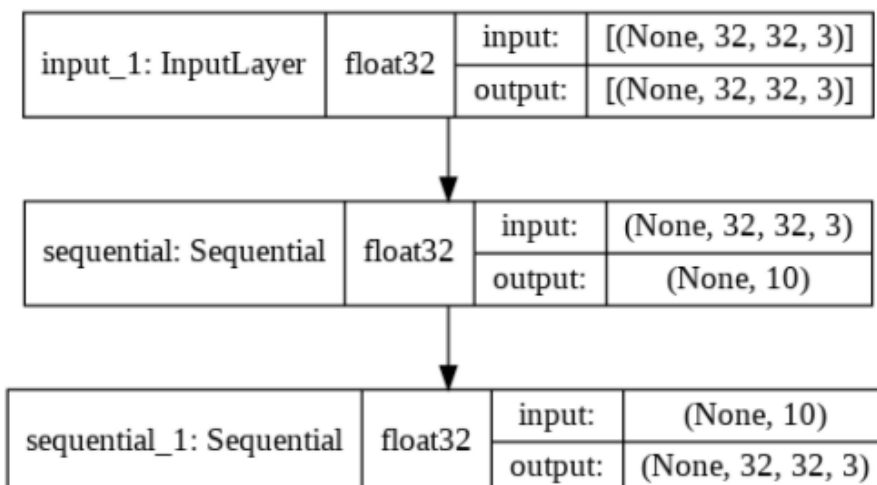 input_1: InputLayer float32 input: [(None, 32, 32, 3)]
output: [(None, 32, 32, 3)]
sequential: Sequential float32 input: (None, 32, 32, 3)
output: (None, 10)
sequential_1: Sequential float32 input: (None, 10)
output: (None, 32, 32, 3)